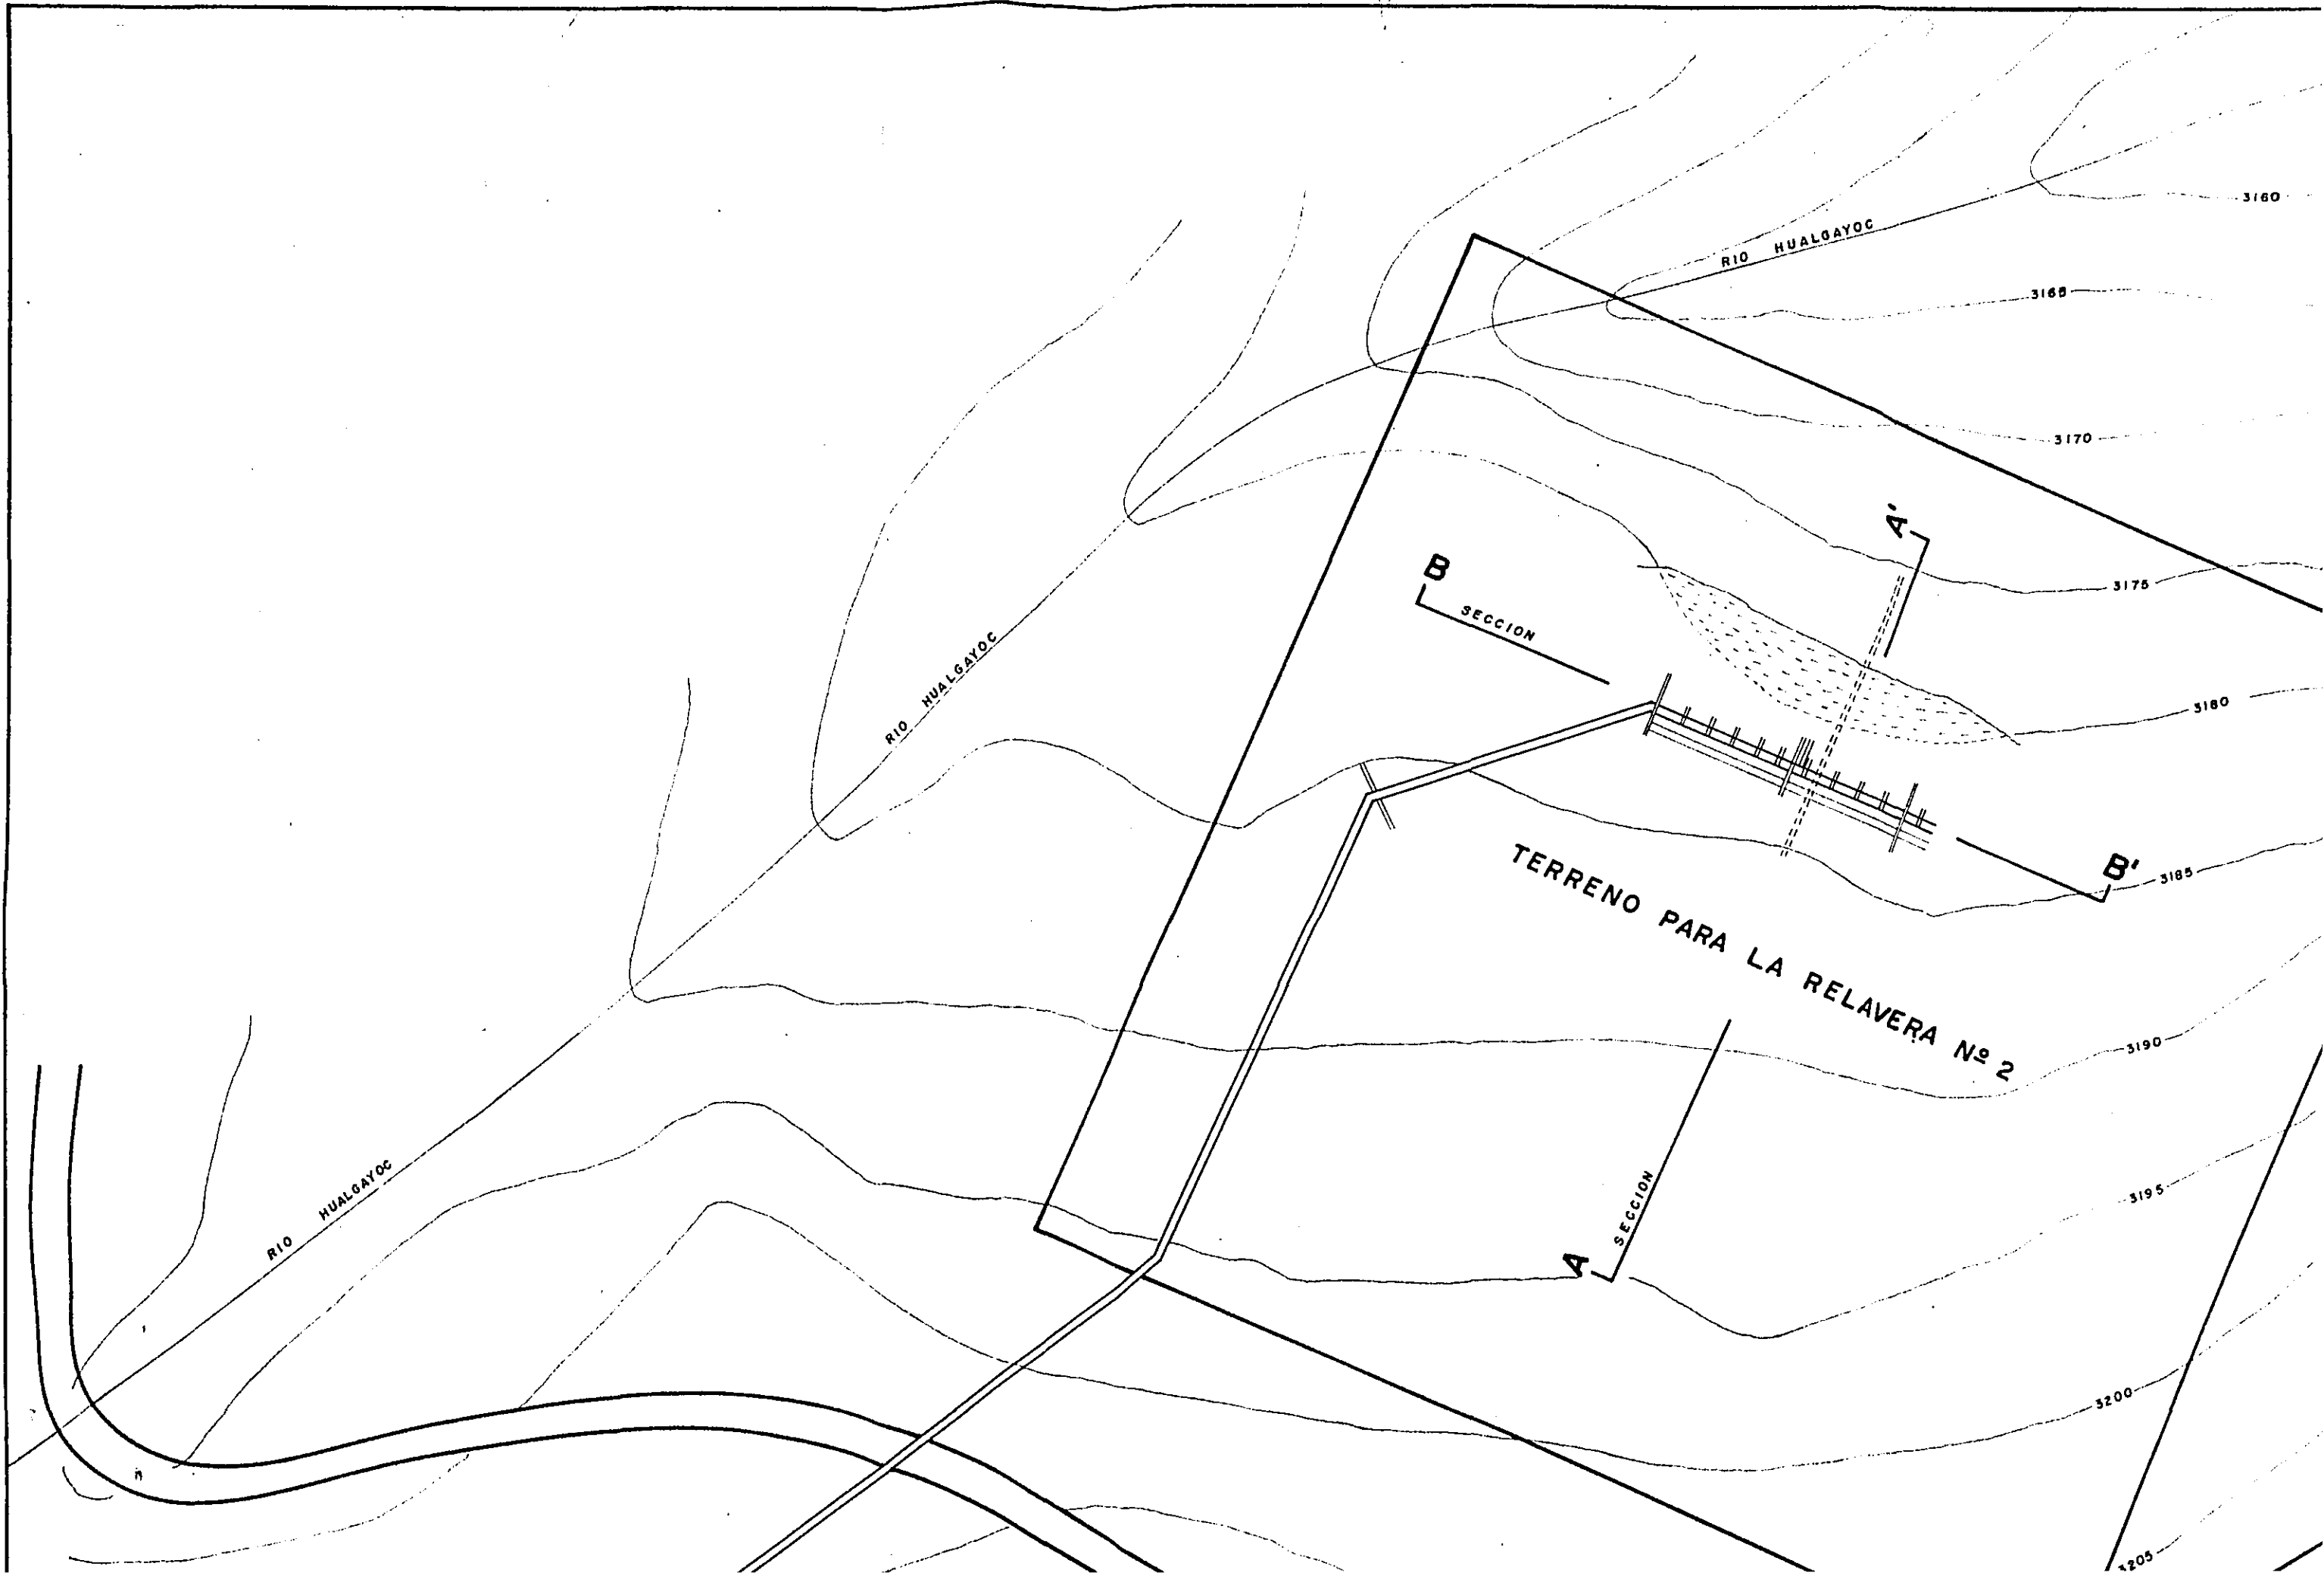 3160
RIO HUALGAYOC
3165
3170
A'
3175
B
SECCION
RIO HUALGAYOC
3180
B'
3185
TERRENO PARA LA RELAVERA Nº 2
3190
RIO HUALGAYOC
SECCION
A
3195
3200
3205